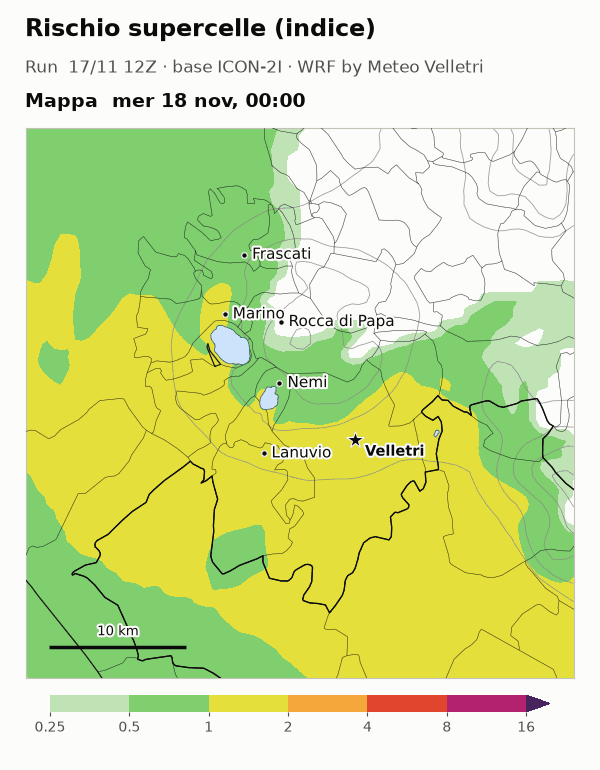 Rischio supercelle (indice)
Run  17/11 12Z · base ICON-2I · WRF by Meteo Velletri
Mappa  mer 18 nov, 00:00
Frascati
Marino
Rocca di Papa
Nemi
Velletri
Lanuvio
10 km
0.25 0.5 1 2 4 8 16